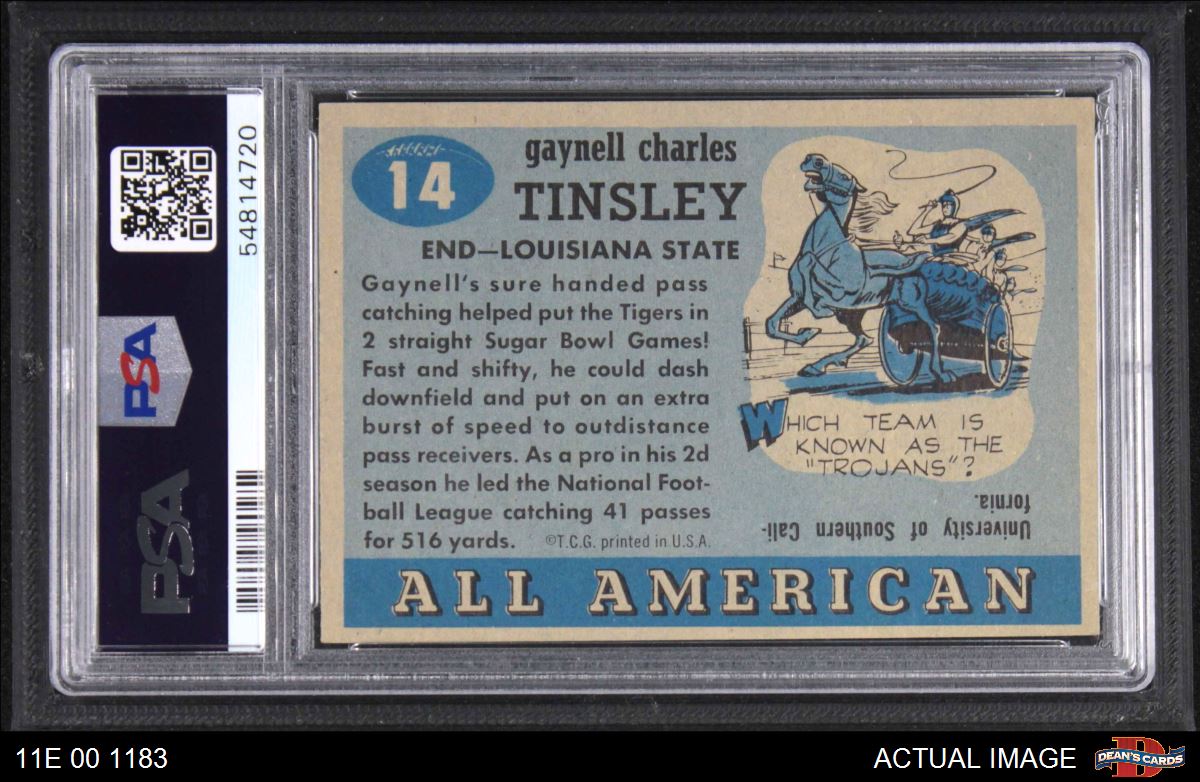 54814720
PSA
PSA
14
gaynell charles
TINSLEY
END—LOUISIANA STATE
Gaynell's sure handed pass
catching helped put the Tigers in
2 straight Sugar Bowl Games!
Fast and shifty, he could dash
downfield and put on an extra
burst of speed to outdistance
pass receivers. As a pro in his 2d
season he led the National Foot-
ball League catching 41 passes
for 516 yards. ©T.C.G. printed in U.S.A.
WHICH TEAM IS
KNOWN AS THE
"TROJANS"?
University of Southern Cali-
fornia.
ALL AMERICAN
11E 00 1183
ACTUAL IMAGE
D
DEAN'S CARDS